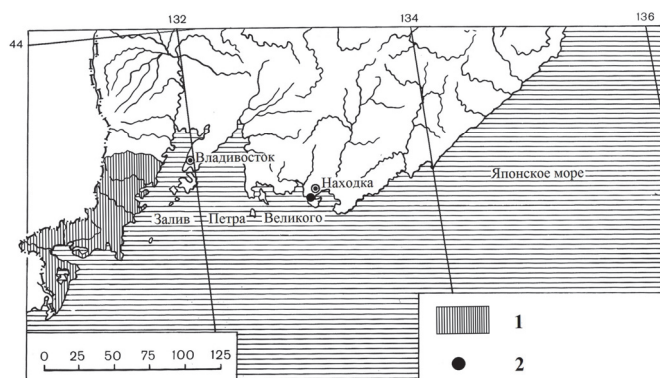 132
134
136
44
Владивосток
Находка
Японское море
Залив Петра Великого
1
0 25 50 75 100 125
2